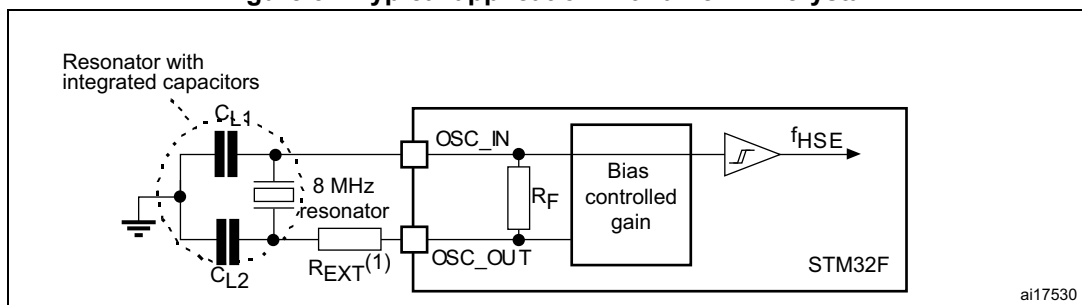 Resonator with
integrated capacitors
CL1
OSC_IN
fHSE
8 MHz
resonator
RF
Bias
controlled
gain
REXT(1)
OSC_OUT
CL2
STM32F
ai17530